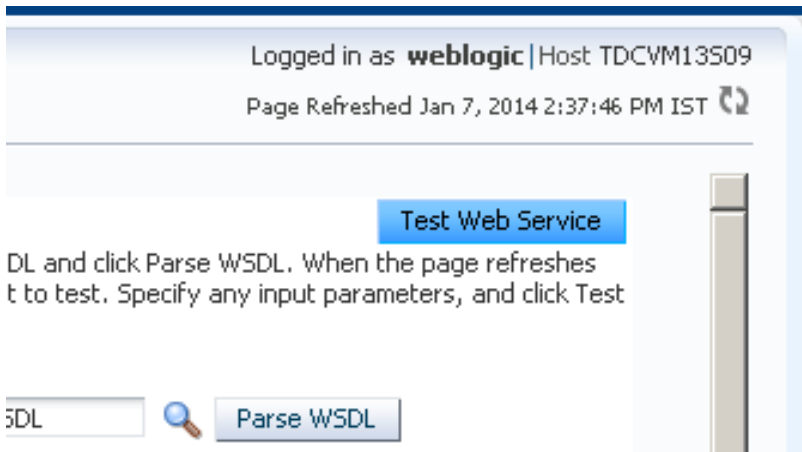 Logged in as weblogic|Host TDCVM13S09
Page Refreshed Jan 7, 2014 2:37:46 PM IST
Test Web Service
DL and click Parse WSDL. When the page refreshes
t to test. Specify any input parameters, and click Test
SDL
Parse WSDL